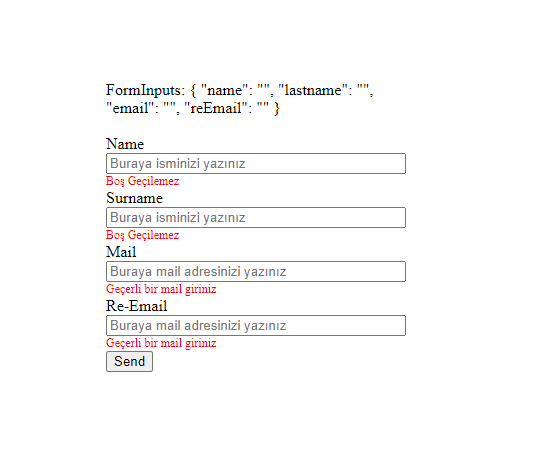 FormInputs: { "name": "", "lastname": "",
"email": "", "reEmail": "" }
Name
Buraya isminizi yazınız
Boş Geçilemez
Surname
Buraya isminizi yazınız
Boş Geçilemez
Mail
Buraya mail adresinizi yazınız
Geçerli bir mail giriniz
Re-Email
Buraya mail adresinizi yazınız
Geçerli bir mail giriniz
Send